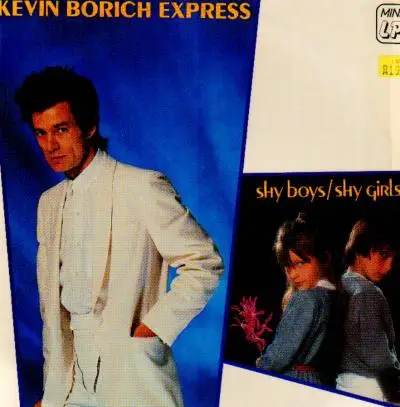 KEVIN BORICH EXPRESS
MINI
LP
shy boys/shy girls